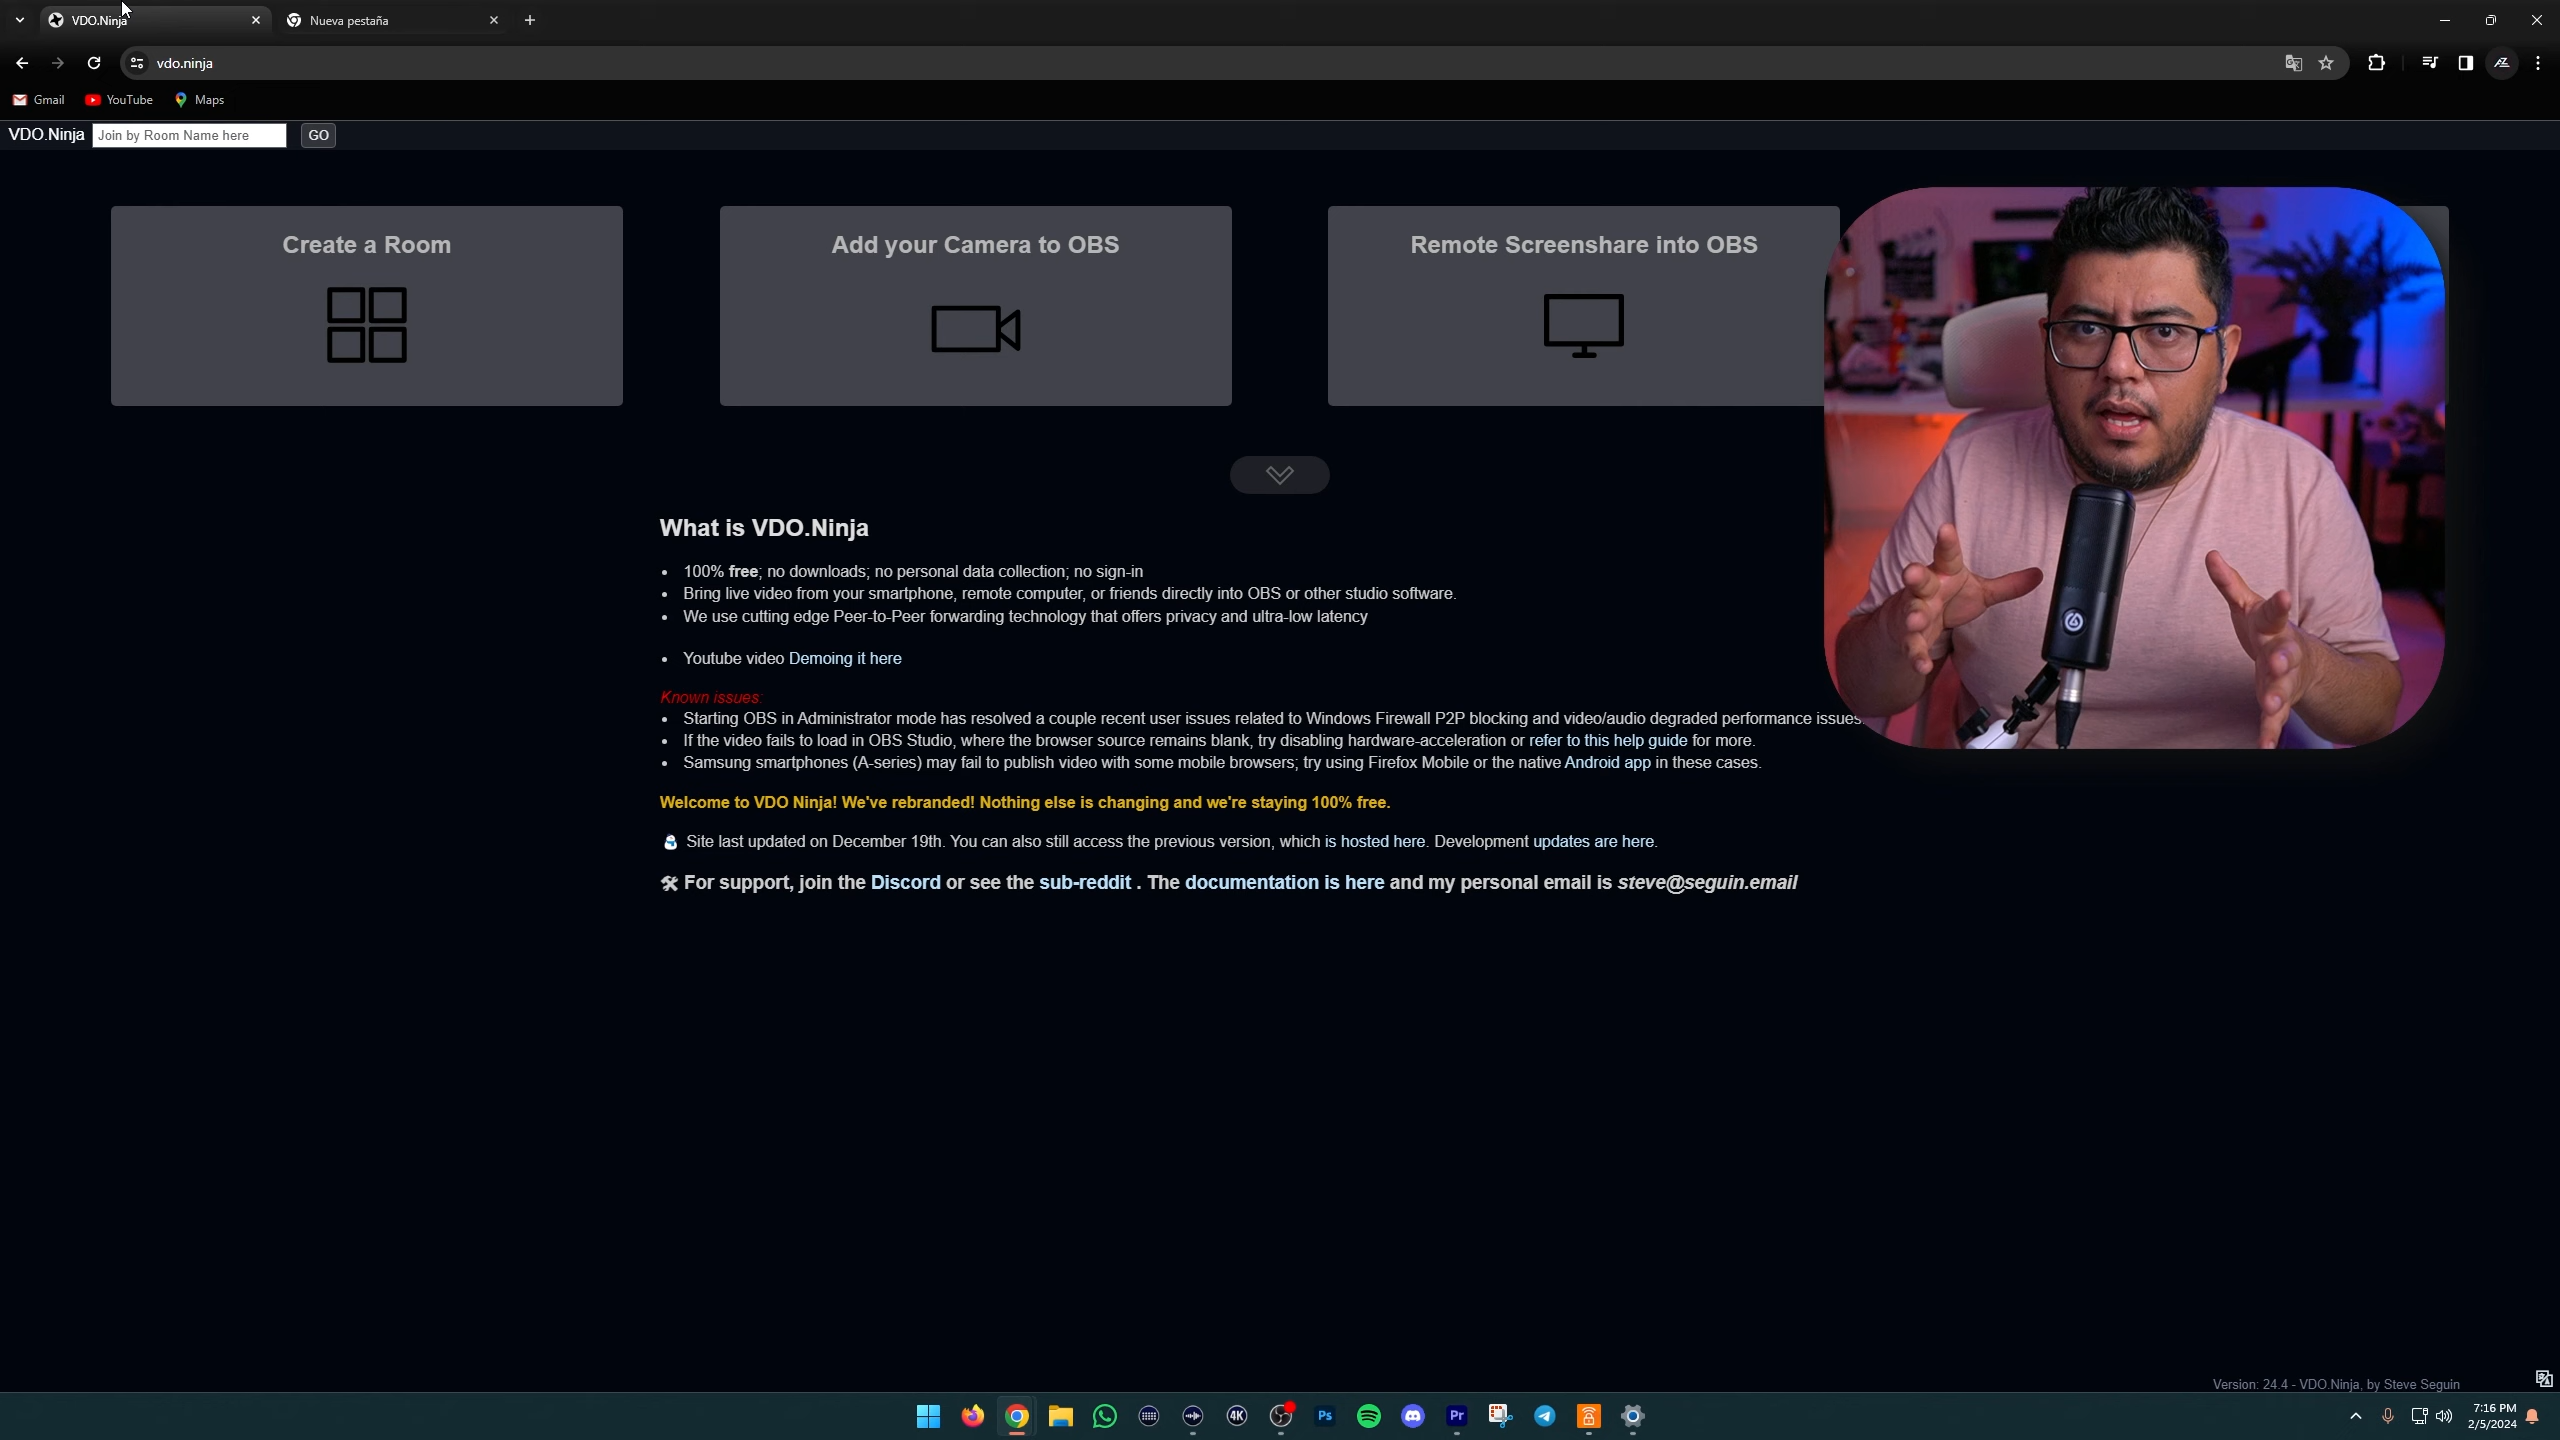 VDO.Ninja
Nueva pestaña
vdo.ninja
Gmail
YouTube
Maps
VDO.Ninja
Join by Room Name here
GO
Create a Room
Add your Camera to OBS
Remote Screenshare into OBS
What is VDO.Ninja
• 100% free; no downloads; no personal data collection; no sign-in
• Bring live video from your smartphone, remote computer, or friends directly into OBS or other studio software.
• We use cutting edge Peer-to-Peer forwarding technology that offers privacy and ultra-low latency
• Youtube video Demoing it here
Known issues:
• Starting OBS in Administrator mode has resolved a couple recent user issues related to Windows Firewall P2P blocking and video/audio degraded performance issues.
• If the video fails to load in OBS Studio, where the browser source remains blank, try disabling hardware-acceleration or refer to this help guide for more.
• Samsung smartphones (A-series) may fail to publish video with some mobile browsers; try using Firefox Mobile or the native Android app in these cases.
Welcome to VDO Ninja! We've rebranded! Nothing else is changing and we're staying 100% free.
Site last updated on December 19th. You can also still access the previous version, which is hosted here. Development updates are here.
For support, join the Discord or see the sub-reddit . The documentation is here and my personal email is steve@seguin.email
Version: 24.4 - VDO.Ninja, by Steve Seguin
4K
Ps
Pr
7:16 PM
2/5/2024